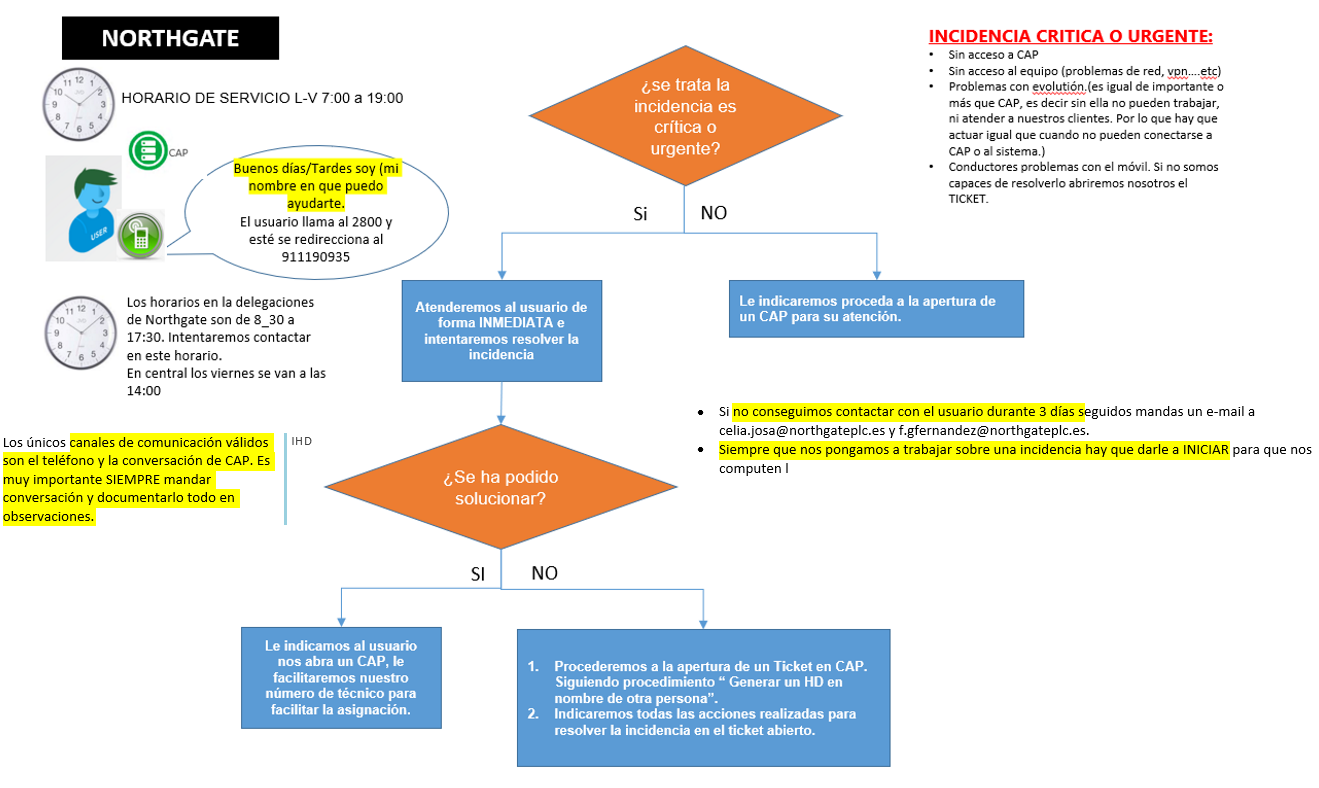 NORTHGATE
HORARIO DE SERVICIO L-V 7:00 a 19:00
CAP
Buenos días/Tardes soy (mi
nombre en que puedo
ayudarte.
El usuario llama al 2800 y
esté se redirecciona al
911190935
USER
Los horarios en la delegaciones
de Northgate son de 8_30 a
17:30. Intentaremos contactar
en este horario.
En central los viernes se van a las
14:00
Los únicos canales de comunicación válidos
son el teléfono y la conversación de CAP. Es
muy importante SIEMPRE mandar
conversación y documentarlo todo en
observaciones.
IHD
¿se trata la
incidencia es
crítica o
urgente?
Si
NO
Atenderemos al usuario de
forma INMEDIATA e
intentaremos resolver la
incidencia
Le indicaremos proceda a la apertura de
un CAP para su atención.
¿Se ha podido
solucionar?
SI
NO
Le indicamos al usuario
nos abra un CAP, le
facilitaremos nuestro
número de técnico para
facilitar la asignación.
1. Procederemos a la apertura de un Ticket en CAP.
Siguiendo procedimiento “ Generar un HD en
nombre de otra persona”.
2. Indicaremos todas las acciones realizadas para
resolver la incidencia en el ticket abierto.
INCIDENCIA CRITICA O URGENTE:
• Sin acceso a CAP
• Sin acceso al equipo (problemas de red, vpn....etc)
• Problemas con evolutión.(es igual de importante o
más que CAP, es decir sin ella no pueden trabajar,
ni atender a nuestros clientes. Por lo que hay que
actuar igual que cuando no pueden conectarse a
CAP o al sistema.)
• Conductores problemas con el móvil. Si no somos
capaces de resolverlo abriremos nosotros el
TICKET.
• Si no conseguimos contactar con el usuario durante 3 días seguidos mandas un e-mail a
celia.josa@northgateplc.es y f.gfernandez@northgateplc.es.
• Siempre que nos pongamos a trabajar sobre una incidencia hay que darle a INICIAR para que nos
computen l